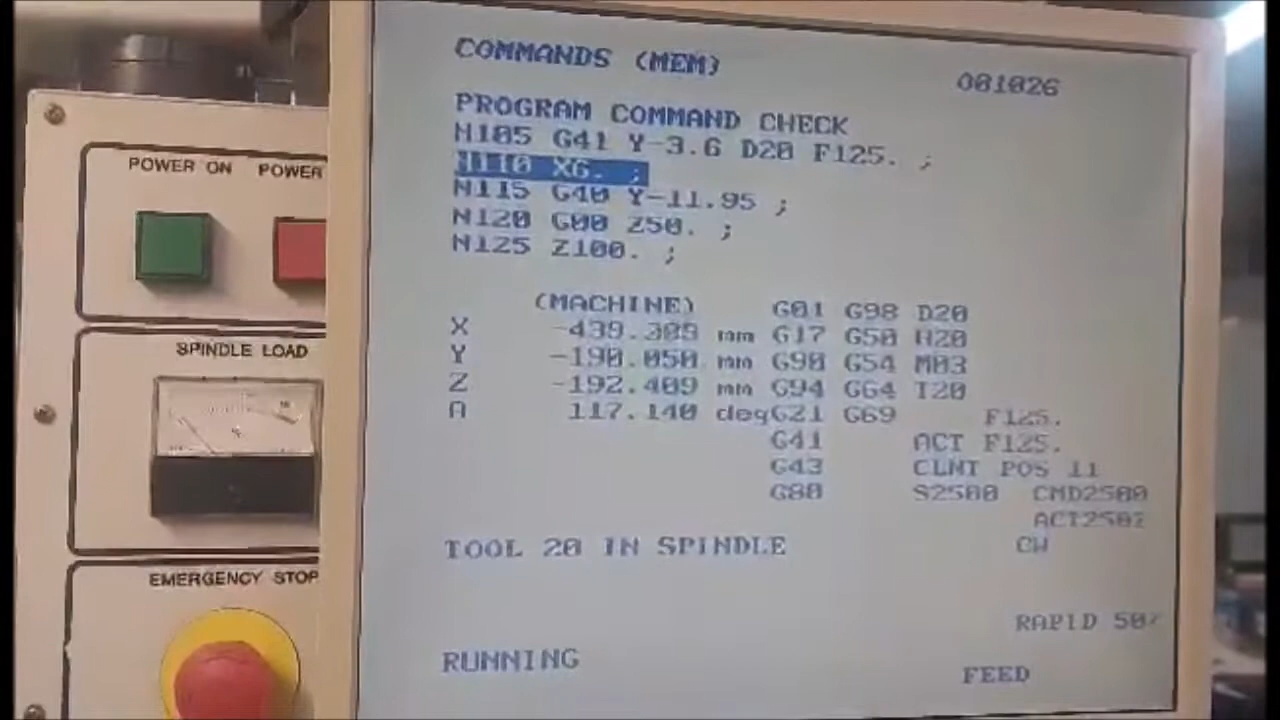 COMMANDS (MEM)
O01026
PROGRAM COMMAND CHECK
N105 G41 Y-3.6 D20 F125. ;
N110 X6. ;
N115 G40 Y-11.95 ;
N120 G00 Z50. ;
N125 Z100. ;
(MACHINE) G01 G98 D20
X -439.309 mm G17 G50 H20
Y -190.050 mm G90 G54 M03
Z -192.409 mm G94 G64 T20
A 117.140 deg G21 G69 F125.
G41 ACT F125.
G43 CLNT POS 11
G80 S2500 CMD2500
ACT2502
TOOL 20 IN SPINDLE CW
RAPID 50%
RUNNING FEED
POWER ON POWER
SPINDLE LOAD
EMERGENCY STOP